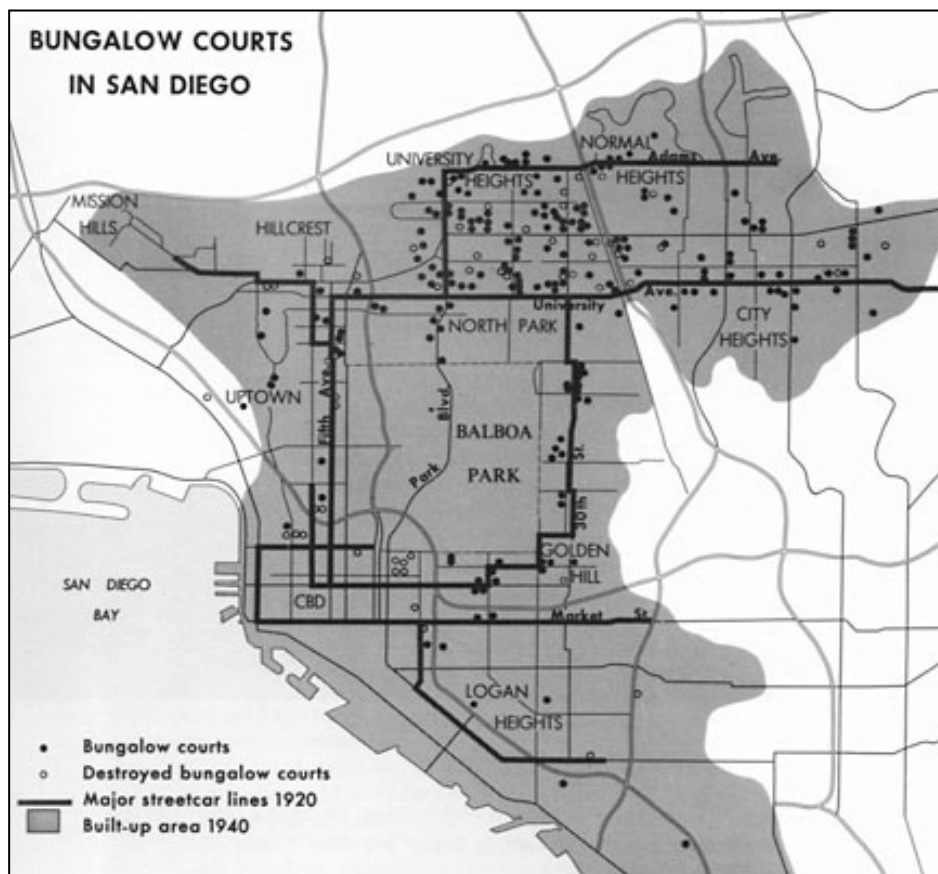 BUNGALOW COURTS
IN SAN DIEGO
NORMAL
UNIVERSITY
Adams Ave.
HEIGHTS
HEIGHTS
MISSION
HILLS
HILLCREST
University Ave.
NORTH PARK
CITY
HEIGHTS
UPTOWN
Fifth Ave.
Park Blvd.
BALBOA
PARK
30th St.
GOLDEN
HILL
SAN DIEGO
BAY
CBD
Market St.
LOGAN
HEIGHTS
Bungalow courts
Destroyed bungalow courts
Major streetcar lines 1920
Built-up area 1940